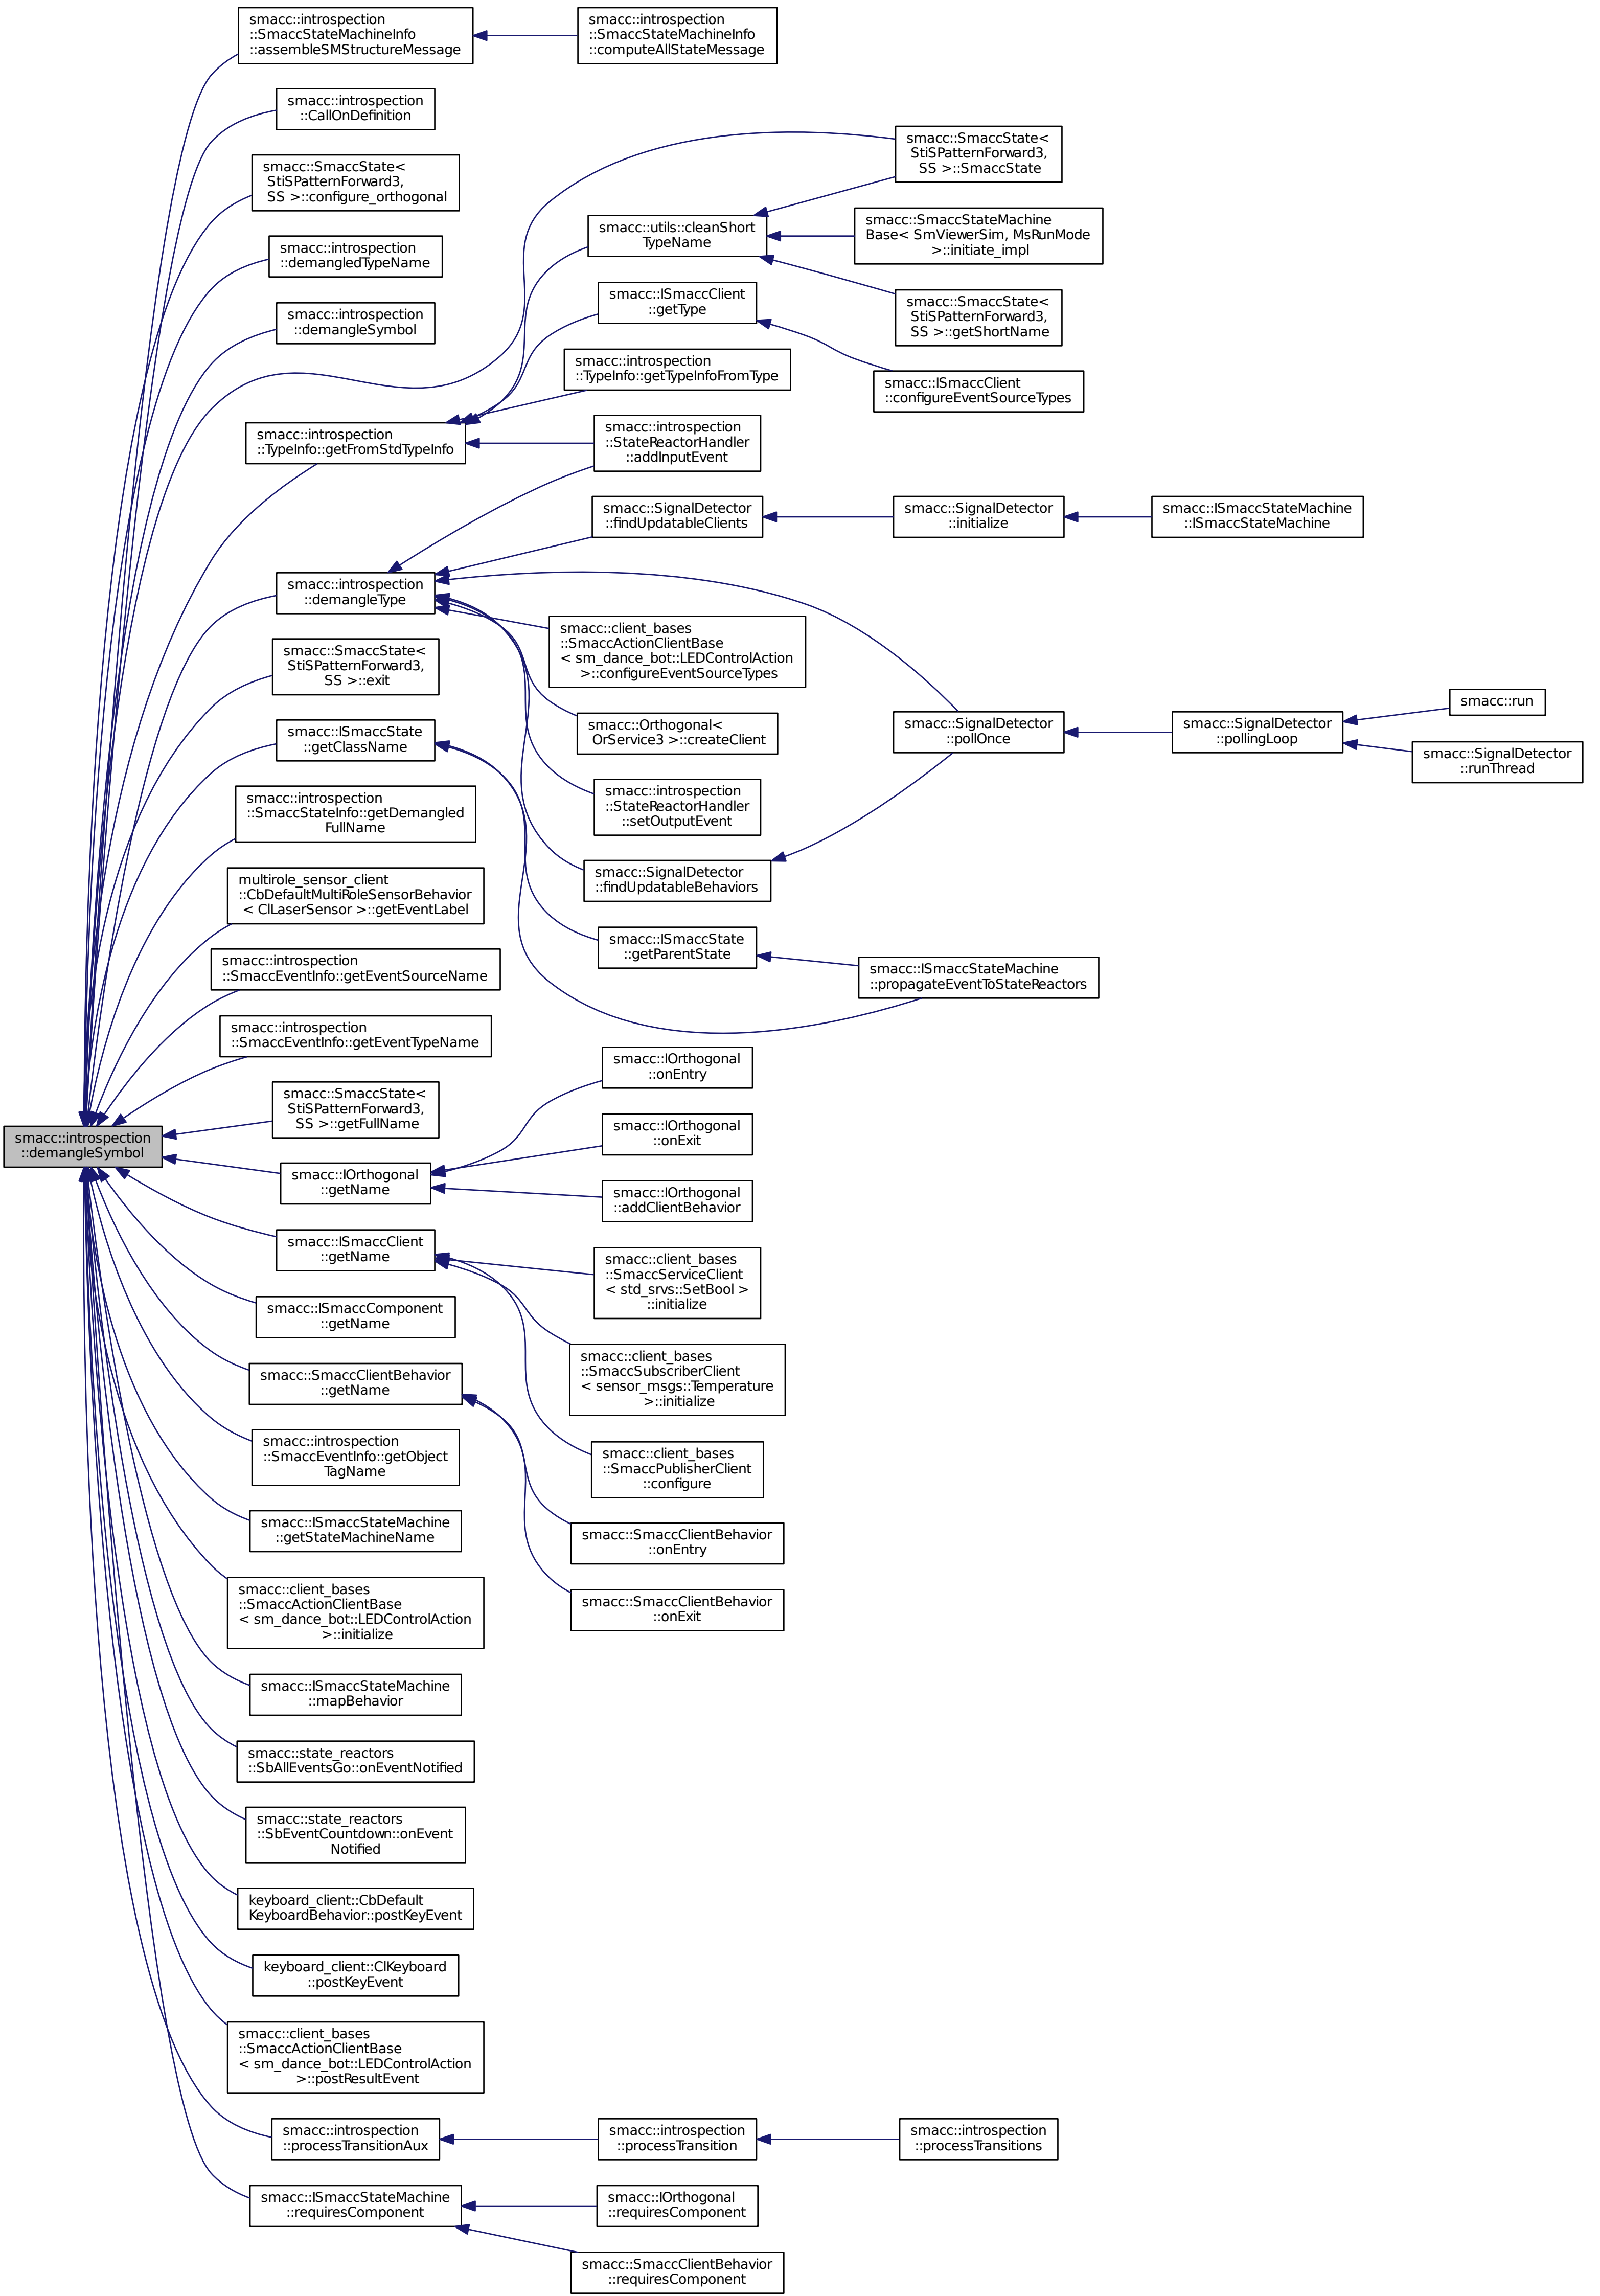 smacc::introspection
::SmaccStateMachineInfo
::assembleSMStructureMessage
smacc::introspection
::SmaccStateMachineInfo
::computeAllStateMessage
smacc::introspection
::CallOnDefinition
smacc::SmaccState<
StiSPatternForward3,
SS >::SmaccState
smacc::SmaccState<
StiSPatternForward3,
SS >::configure_orthogonal
smacc::utils::cleanShort
TypeName
smacc::SmaccStateMachine
Base< SmViewerSim, MsRunMode
>::initiate_impl
smacc::introspection
::demangledTypeName
smacc::ISmaccClient
::getType
smacc::SmaccState<
StiSPatternForward3,
SS >::getShortName
smacc::introspection
::demangleSymbol
smacc::introspection
::TypeInfo::getTypeInfoFromType
smacc::ISmaccClient
::configureEventSourceTypes
smacc::introspection
::TypeInfo::getFromStdTypeInfo
smacc::introspection
::StateReactorHandler
::addInputEvent
smacc::SignalDetector
::findUpdatableClients
smacc::SignalDetector
::initialize
smacc::ISmaccStateMachine
::ISmaccStateMachine
smacc::introspection
::demangleType
smacc::client_bases
::SmaccActionClientBase
< sm_dance_bot::LEDControlAction
>::configureEventSourceTypes
smacc::SmaccState<
StiSPatternForward3,
SS >::exit
smacc::Orthogonal<
OrService3 >::createClient
smacc::SignalDetector
::pollOnce
smacc::SignalDetector
::pollingLoop
smacc::run
smacc::SignalDetector
::runThread
smacc::ISmaccState
::getClassName
smacc::introspection
::StateReactorHandler
::setOutputEvent
smacc::introspection
::SmaccStateInfo::getDemangled
FullName
smacc::SignalDetector
::findUpdatableBehaviors
multirole_sensor_client
::CbDefaultMultiRoleSensorBehavior
< ClLaserSensor >::getEventLabel
smacc::ISmaccState
::getParentState
smacc::introspection
::SmaccEventInfo::getEventSourceName
smacc::ISmaccStateMachine
::propagateEventToStateReactors
smacc::introspection
::SmaccEventInfo::getEventTypeName
smacc::IOrthogonal
::onEntry
smacc::SmaccState<
StiSPatternForward3,
SS >::getFullName
smacc::IOrthogonal
::onExit
smacc::introspection
::demangleSymbol
smacc::IOrthogonal
::getName
smacc::IOrthogonal
::addClientBehavior
smacc::ISmaccClient
::getName
smacc::client_bases
::SmaccServiceClient
< std_srvs::SetBool >
::initialize
smacc::ISmaccComponent
::getName
smacc::client_bases
::SmaccSubscriberClient
< sensor_msgs::Temperature
>::initialize
smacc::SmaccClientBehavior
::getName
smacc::introspection
::SmaccEventInfo::getObject
TagName
smacc::client_bases
::SmaccPublisherClient
::configure
smacc::ISmaccStateMachine
::getStateMachineName
smacc::SmaccClientBehavior
::onEntry
smacc::client_bases
::SmaccActionClientBase
< sm_dance_bot::LEDControlAction
>::initialize
smacc::SmaccClientBehavior
::onExit
smacc::ISmaccStateMachine
::mapBehavior
smacc::state_reactors
::SbAllEventsGo::onEventNotified
smacc::state_reactors
::SbEventCountdown::onEvent
Notified
keyboard_client::CbDefault
KeyboardBehavior::postKeyEvent
keyboard_client::ClKeyboard
::postKeyEvent
smacc::client_bases
::SmaccActionClientBase
< sm_dance_bot::LEDControlAction
>::postResultEvent
smacc::introspection
::processTransitionAux
smacc::introspection
::processTransition
smacc::introspection
::processTransitions
smacc::ISmaccStateMachine
::requiresComponent
smacc::IOrthogonal
::requiresComponent
smacc::SmaccClientBehavior
::requiresComponent